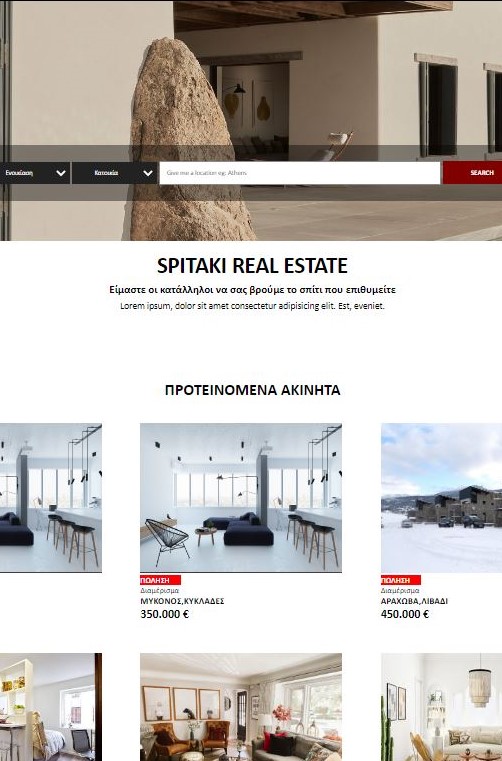 Ενοικίαση
Κατοικία
Give me a location eg. Athens
SEARCH
SPITAKI REAL ESTATE
Είμαστε οι κατάλληλοι να σας βρούμε το σπίτι που επιθυμείτε
Lorem ipsum, dolor sit amet consectetur adipisicing elit. Est, eveniet.
ΠΡΟΤΕΙΝΟΜΕΝΑ ΑΚΙΝΗΤΑ
ΠΩΛΗΣΗ
Διαμέρισμα
ΜΥΚΟΝΟΣ,ΚΥΚΛΑΔΕΣ
350.000 €
ΠΩΛΗΣΗ
Διαμέρισμα
ΑΡΑΧΩΒΑ,ΛΙΒΑΔΙ
450.000 €